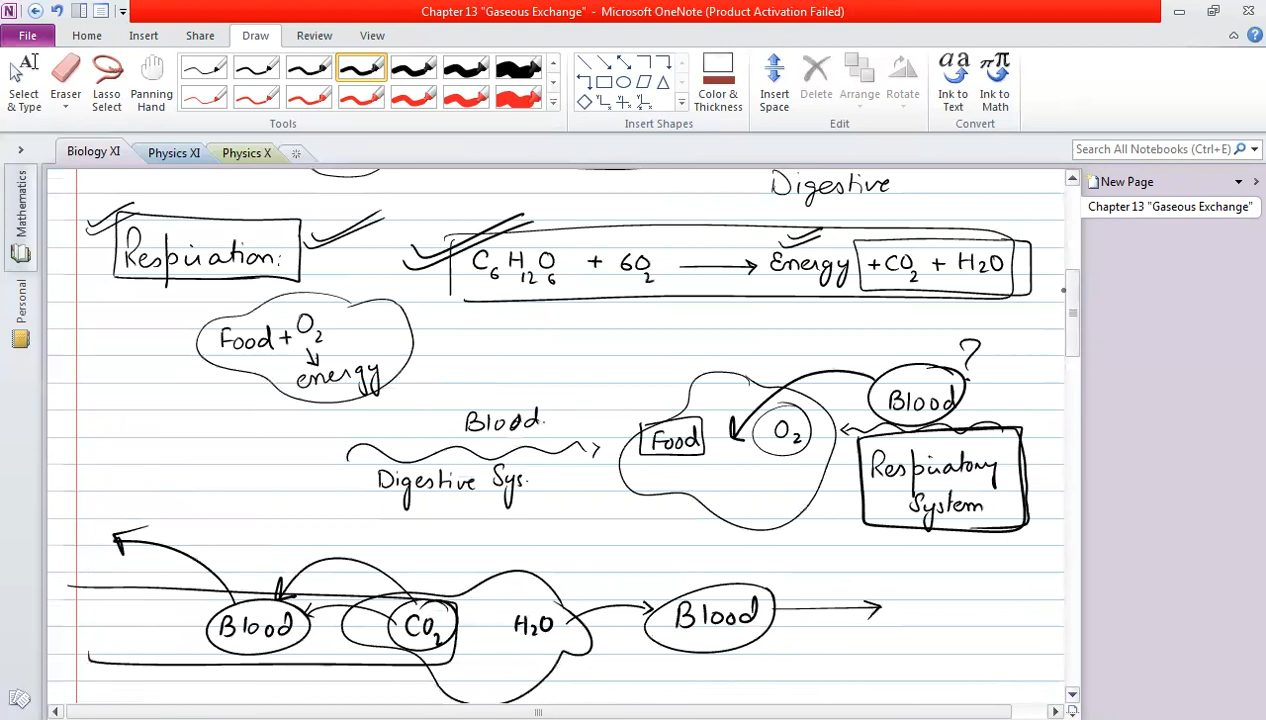 Chapter 13 "Gaseous Exchange" - Microsoft OneNote (Product Activation Failed)
File Home Insert Share Draw Review View
Select & Type
Eraser
Lasso Select
Panning Hand
Color & Thickness
Insert Space
Delete
Arrange
Rotate
Ink to Text
Ink to Math
Tools
Insert Shapes
Edit
Convert
Biology XI
Physics XI
Physics X
Search All Notebooks (Ctrl+E)
Mathematics
Personal
New Page
Chapter 13 "Gaseous Exchange"
Digestive
Respiration:
C6H12O6 + 6O2 → Energy + CO2 + H2O
Food + O2
↓
energy
Blood ?
Blood.
Food
O2
Digestive Sys.
Respiratory
System
Blood
CO2
H2O
Blood